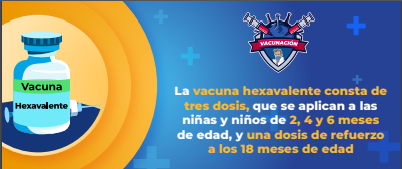 Vacuna
Hexavalente
VACUNACIÓN
La vacuna hexavalente consta de
tres dosis, que se aplican a las
niñas y niños de 2, 4 y 6 meses
de edad, y una dosis de refuerzo
a los 18 meses de edad